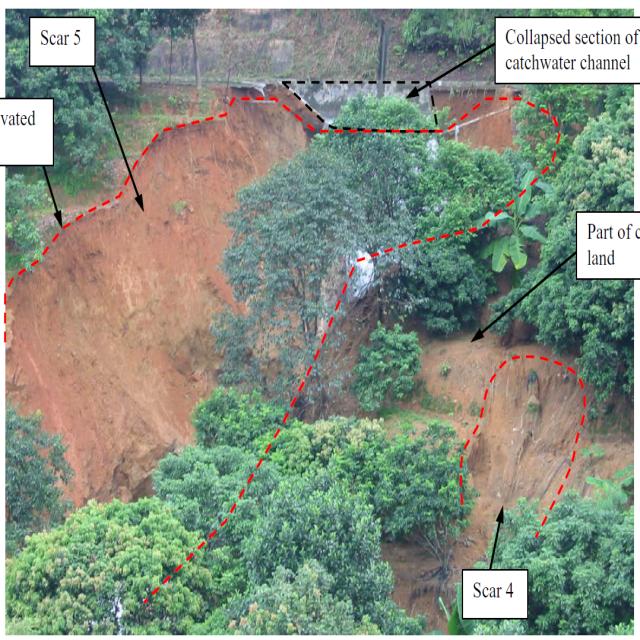 Scar 5
Collapsed section of
catchwater channel
vated
Part of c
land
Scar 4